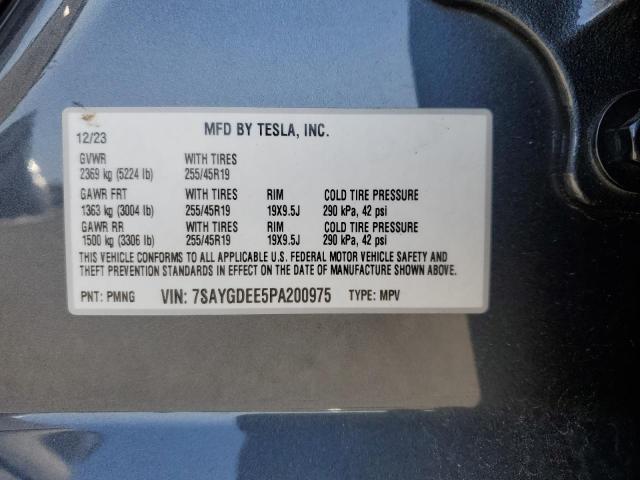 12/23 MFD BY TESLA, INC.
GVWR WITH TIRES
2369 kg (5224 lb) 255/45R19
GAWR FRT WITH TIRES RIM COLD TIRE PRESSURE
1363 kg (3004 lb) 255/45R19 19X9.5J 290 kPa, 42 psi
GAWR RR WITH TIRES RIM COLD TIRE PRESSURE
1500 kg (3306 lb) 255/45R19 19X9.5J 290 kPa, 42 psi
THIS VEHICLE CONFORMS TO ALL APPLICABLE U.S. FEDERAL MOTOR VEHICLE SAFETY AND
THEFT PREVENTION STANDARDS IN EFFECT ON THE DATE OF MANUFACTURE SHOWN ABOVE.
PNT: PMNG VIN: 7SAYGDEE5PA200975 TYPE: MPV